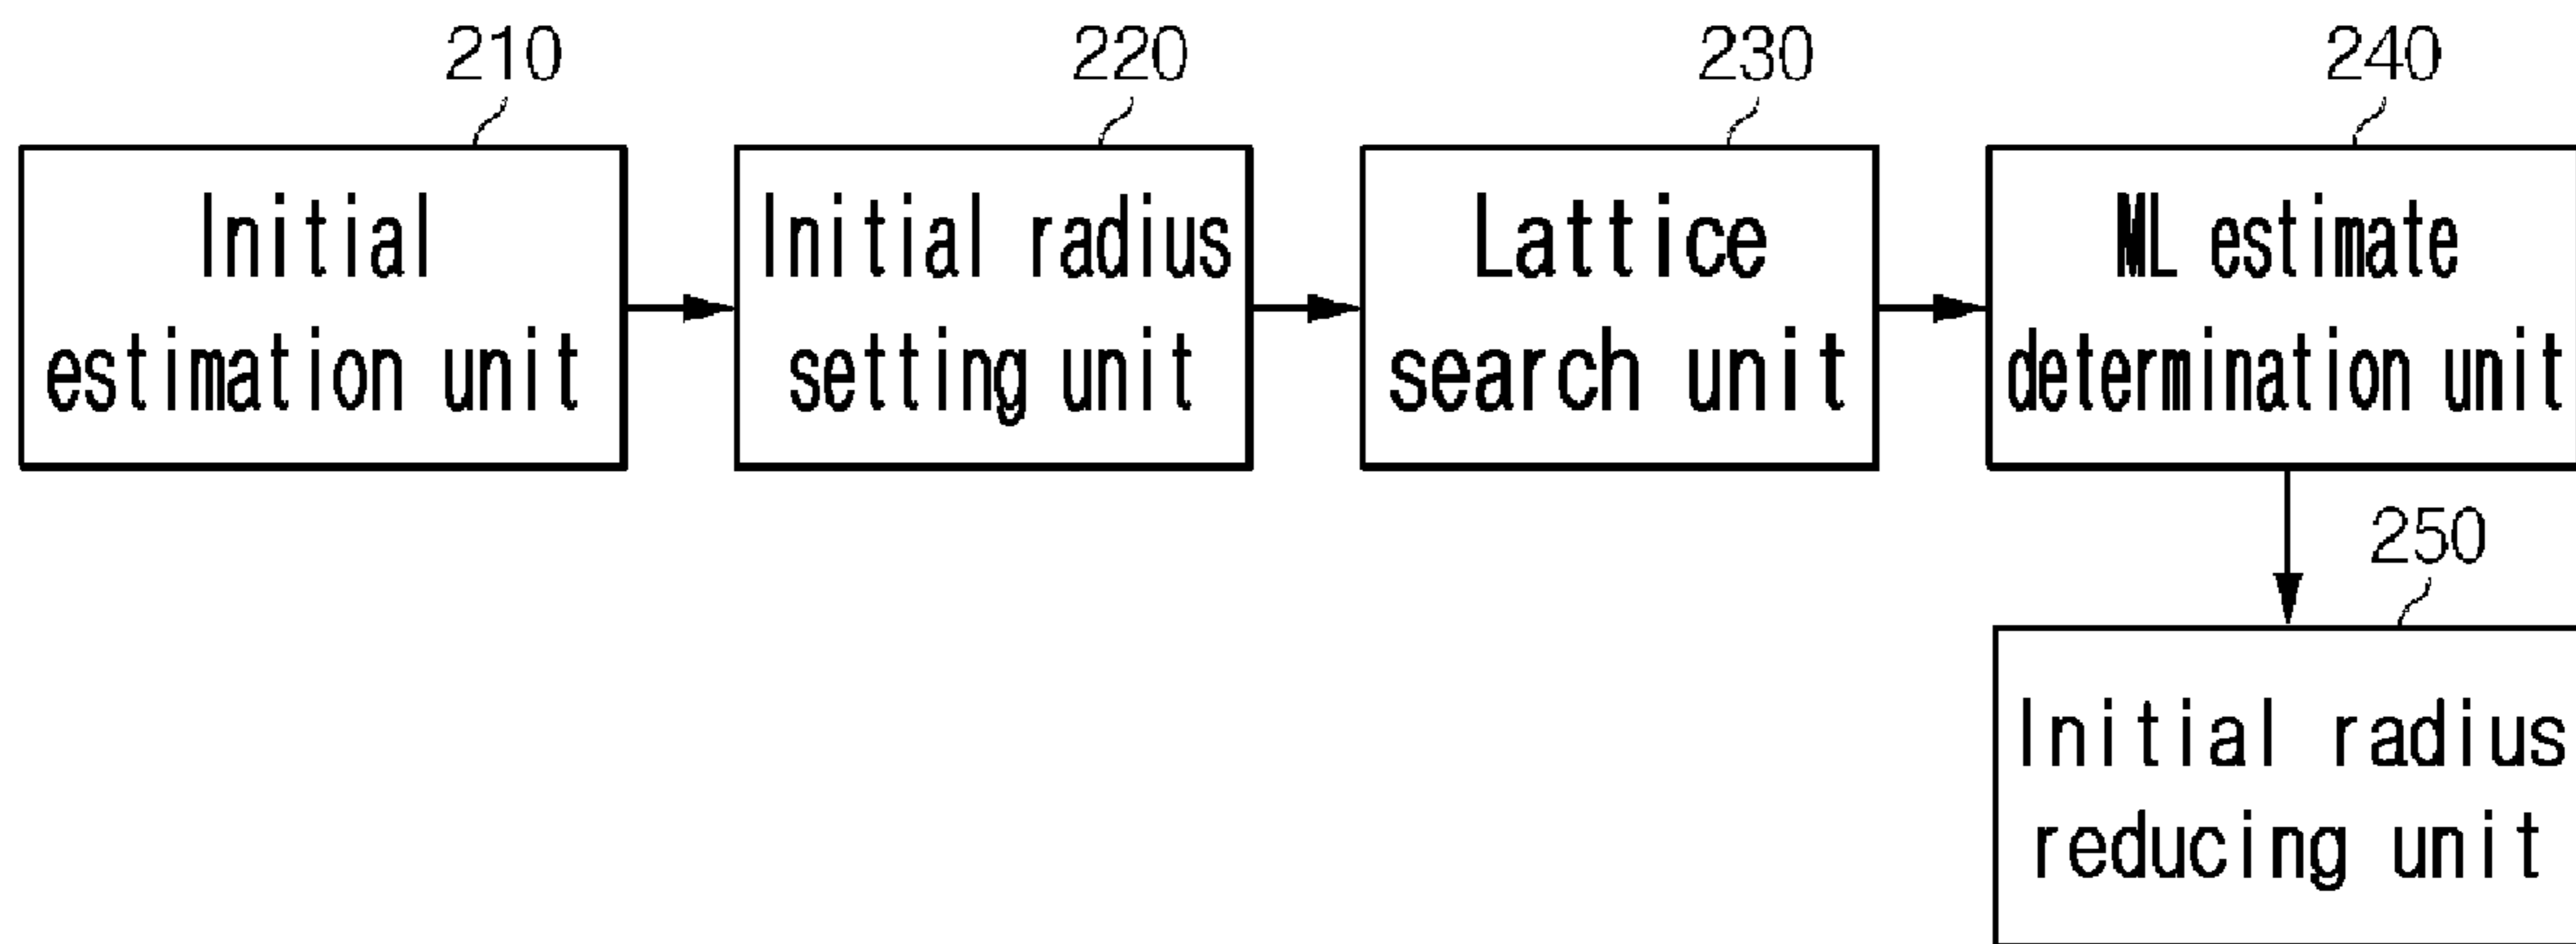 210
220
230
240
Initial
estimation unit
Initial radius
setting unit
Lattice
search unit
ML estimate
determination unit
250
Initial radius
reducing unit